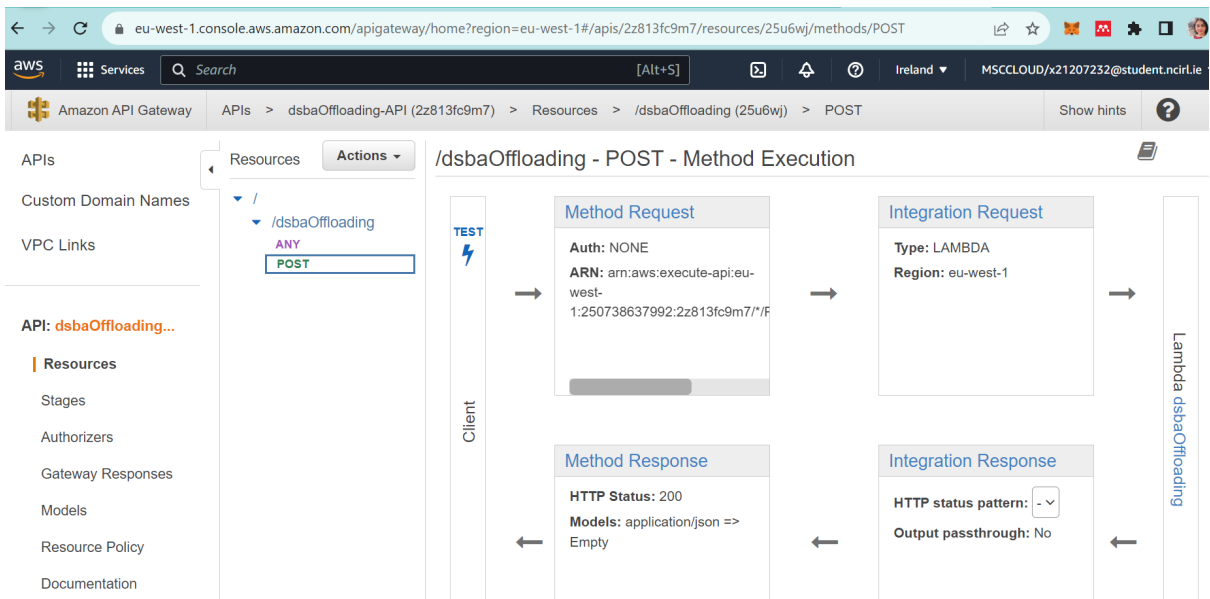 eu-west-1.console.aws.amazon.com/apigateway/home?region=eu-west-1#/apis/2z813fc9m7/resources/25u6wj/methods/POST
aws Services Search [Alt+S] Ireland MSCCLOUD/x21207232@student.ncirl.ie
Amazon API Gateway APIs > dsbaOffloading-API (2z813fc9m7) > Resources > /dsbaOffloading (25u6wj) > POST Show hints ?
APIs
Custom Domain Names
VPC Links
API: dsbaOffloading...
Resources
Stages
Authorizers
Gateway Responses
Models
Resource Policy
Documentation
Resources Actions
/
/dsbaOffloading
ANY
POST
/dsbaOffloading - POST - Method Execution
TEST
Client
Method Request
Auth: NONE
ARN: arn:aws:execute-api:eu-
west-
1:250738637992:2z813fc9m7/*/P
Integration Request
Type: LAMBDA
Region: eu-west-1
Lambda dsbaOffloading
Method Response
HTTP Status: 200
Models: application/json =>
Empty
Integration Response
HTTP status pattern: -
Output passthrough: No